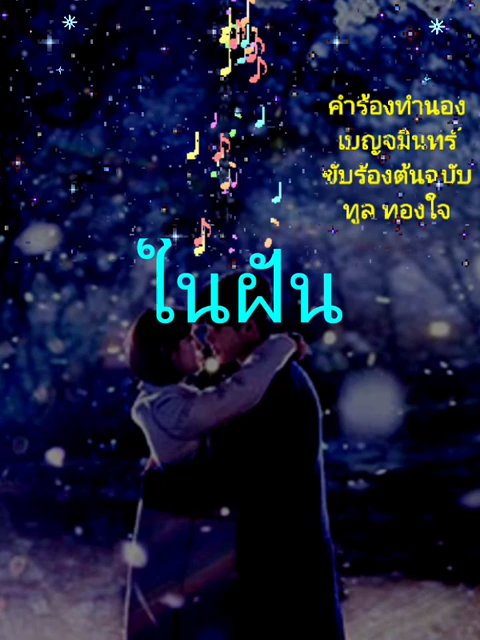 คำร้องทำนอง
เบญจมินทร์
ขับร้องต้นฉบับ
ทูล ทองใจ
ในฝัน